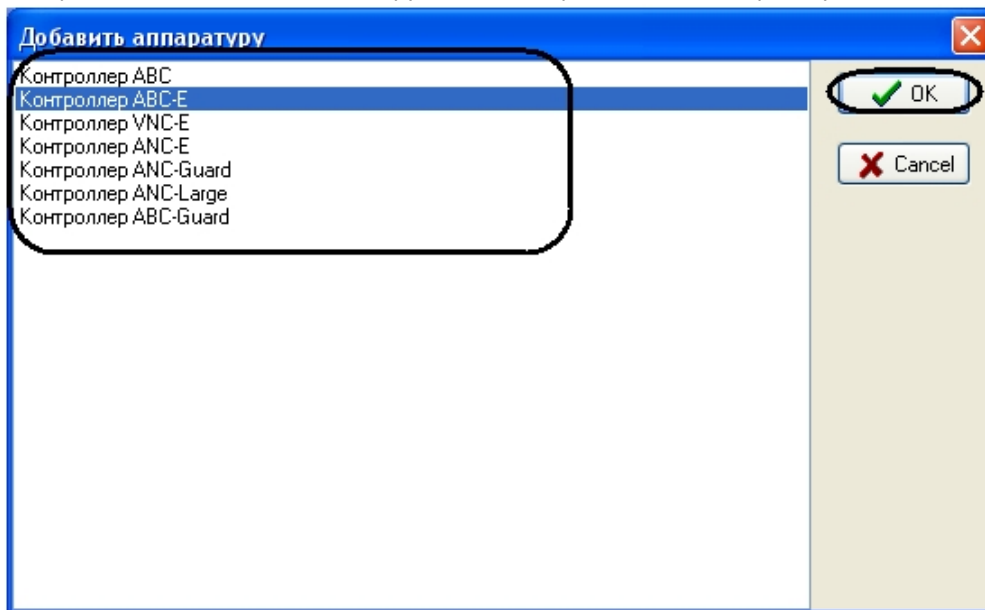 Добавить аппаратуру
Контроллер ABC
Контроллер ABC-E
Контроллер VNC-E
Контроллер ANC-E
Контроллер ANC-Guard
Контроллер ANC-Large
Контроллер ABC-Guard
OK
Cancel